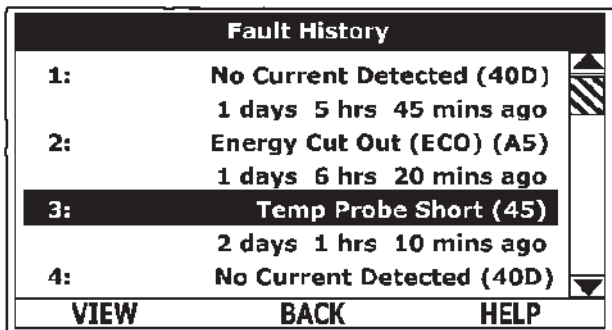 Fault History
1: No Current Detected (40D)
1 days 5 hrs 45 mins ago
2: Energy Cut Out (ECO) (A5)
1 days 6 hrs 20 mins ago
3: Temp Probe Short (45)
2 days 1 hrs 10 mins ago
4: No Current Detected (40D)
VIEW BACK HELP